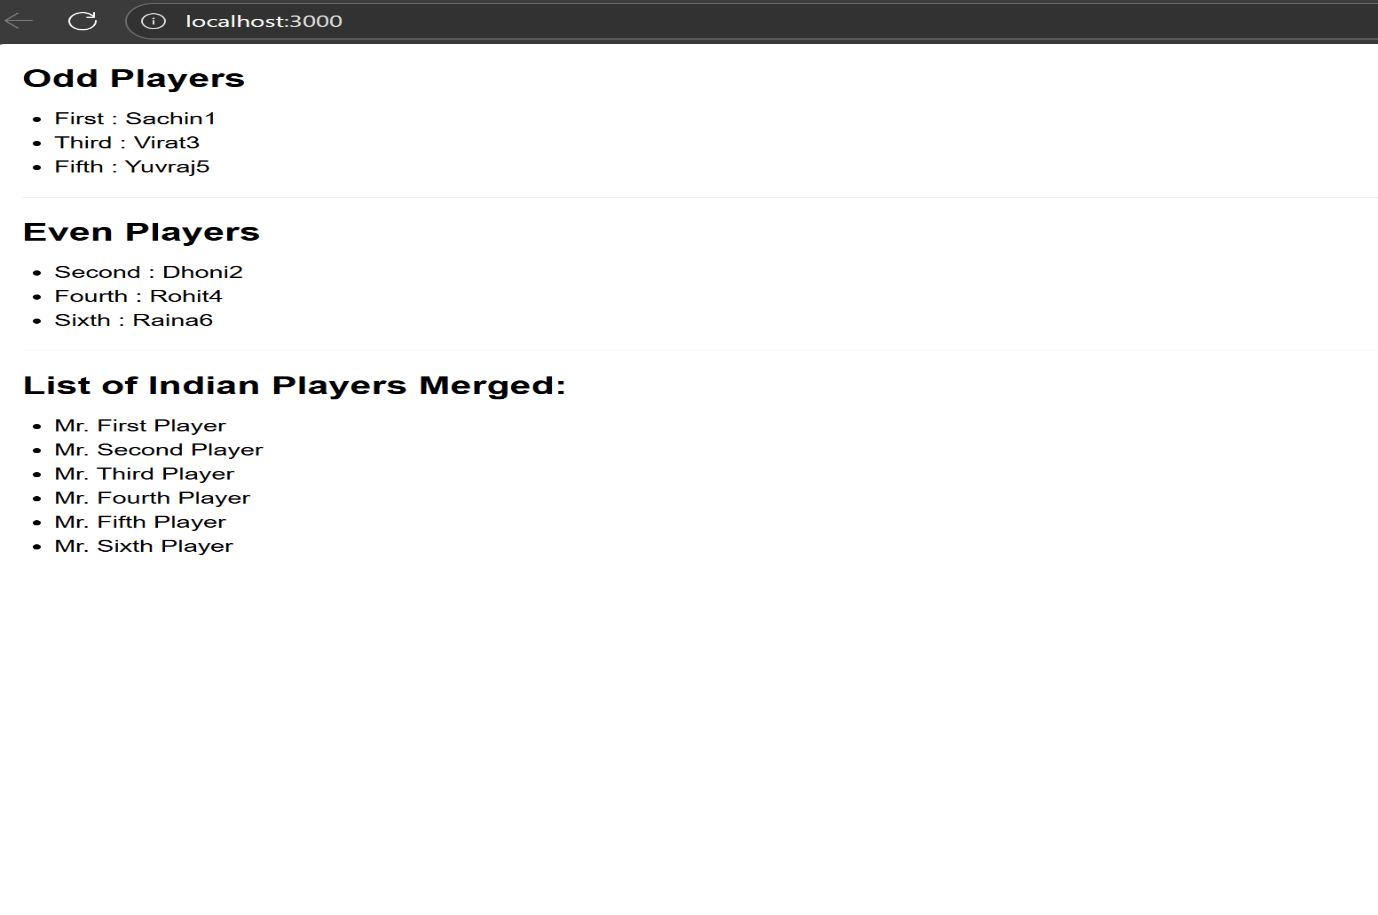 localhost:3000
Odd Players
First : Sachin1
Third : Virat3
Fifth : Yuvraj5
Even Players
Second : Dhoni2
Fourth : Rohit4
Sixth : Raina6
List of Indian Players Merged:
Mr. First Player
Mr. Second Player
Mr. Third Player
Mr. Fourth Player
Mr. Fifth Player
Mr. Sixth Player